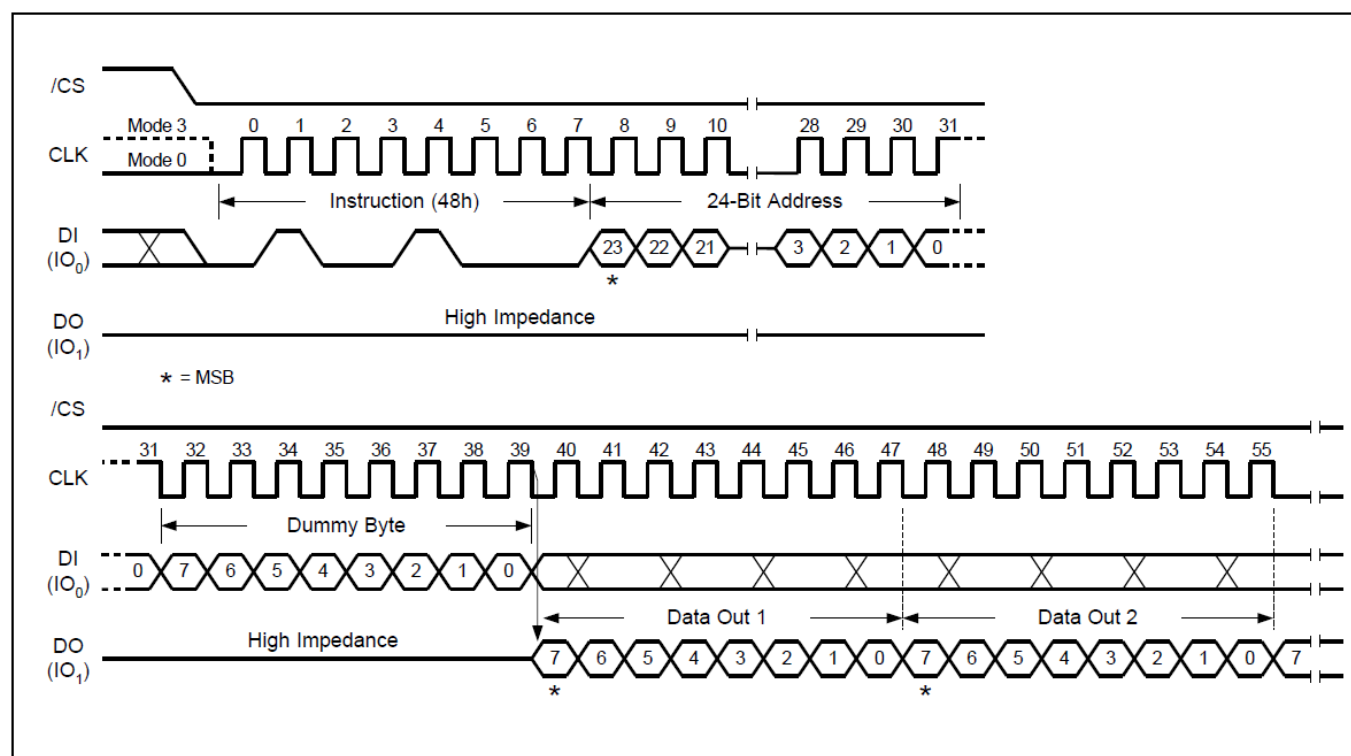 /CS
Mode 3 0 1 2 3 4 5 6 7 8 9 10 28 29 30 31
CLK
Mode 0
Instruction (48h) 24-Bit Address
DI
(IO₀)
23 22 21 3 2 1 0
*
High Impedance
DO
(IO₁)
* = MSB
/CS
31 32 33 34 35 36 37 38 39 40 41 42 43 44 45 46 47 48 49 50 51 52 53 54 55
CLK
Dummy Byte
DI
(IO₀)
0 7 6 5 4 3 2 1 0
Data Out 1 Data Out 2
High Impedance
DO
(IO₁)
7 6 5 4 3 2 1 0 7 6 5 4 3 2 1 0 7
* *